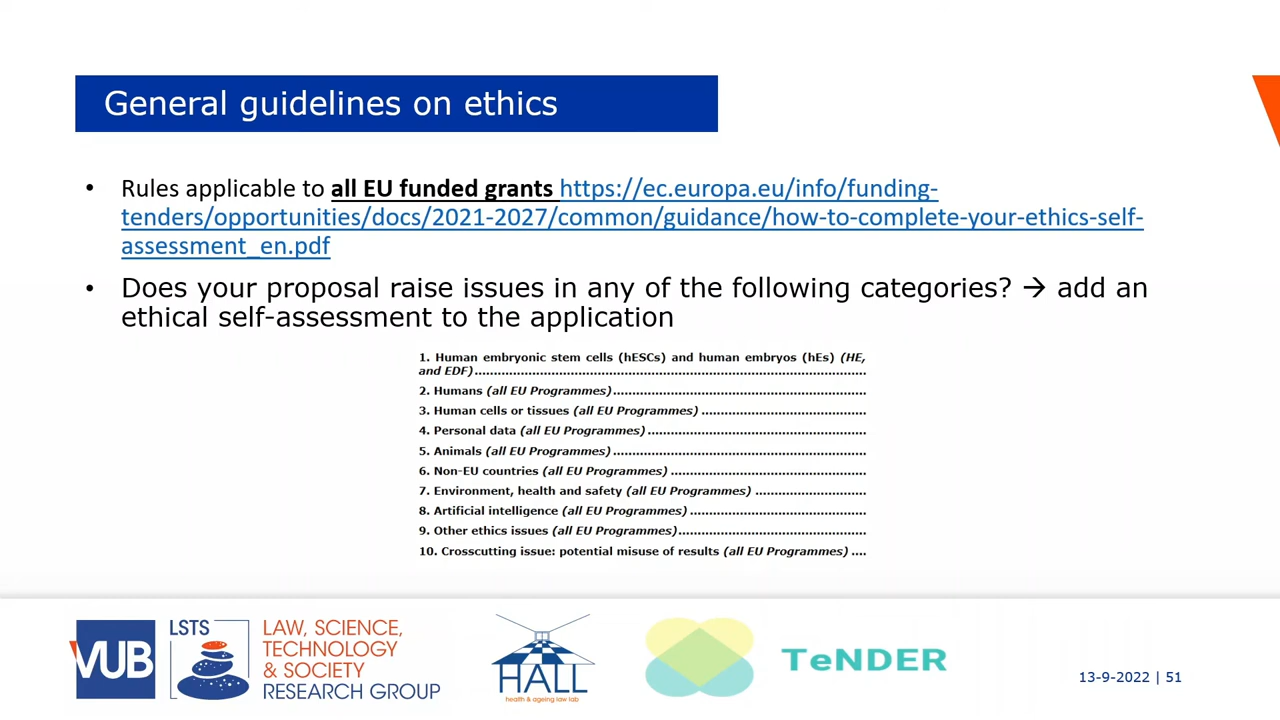 General guidelines on ethics
• Rules applicable to all EU funded grants https://ec.europa.eu/info/funding-
tenders/opportunities/docs/2021-2027/common/guidance/how-to-complete-your-ethics-self-
assessment_en.pdf
• Does your proposal raise issues in any of the following categories? → add an
ethical self-assessment to the application
1. Human embryonic stem cells (hESCs) and human embryos (hEs) (HE,
and EDF)
2. Humans (all EU Programmes)
3. Human cells or tissues (all EU Programmes)
4. Personal data (all EU Programmes)
5. Animals (all EU Programmes)
6. Non-EU countries (all EU Programmes)
7. Environment, health and safety (all EU Programmes)
8. Artificial intelligence (all EU Programmes)
9. Other ethics issues (all EU Programmes)
10. Crosscutting issue: potential misuse of results (all EU Programmes)
VUB
LSTS
LAW, SCIENCE,
TECHNOLOGY
& SOCIETY
RESEARCH GROUP
HALL
health & ageing law lab
TeNDER
13-9-2022 | 51